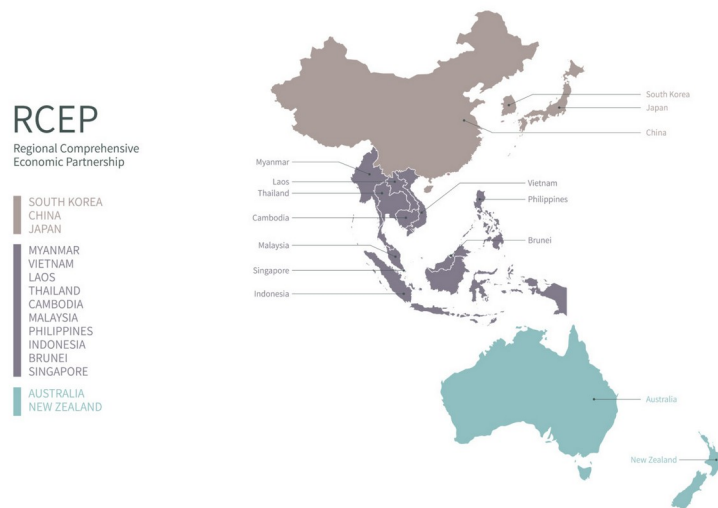 RCEP
Regional Comprehensive
Economic Partnership
SOUTH KOREA
CHINA
JAPAN
MYANMAR
VIETNAM
LAOS
THAILAND
CAMBODIA
MALAYSIA
PHILIPPINES
INDONESIA
BRUNEI
SINGAPORE
AUSTRALIA
NEW ZEALAND
South Korea
Japan
China
Myanmar
Laos
Thailand
Cambodia
Malaysia
Singapore
Indonesia
Vietnam
Philippines
Brunei
Australia
New Zealand